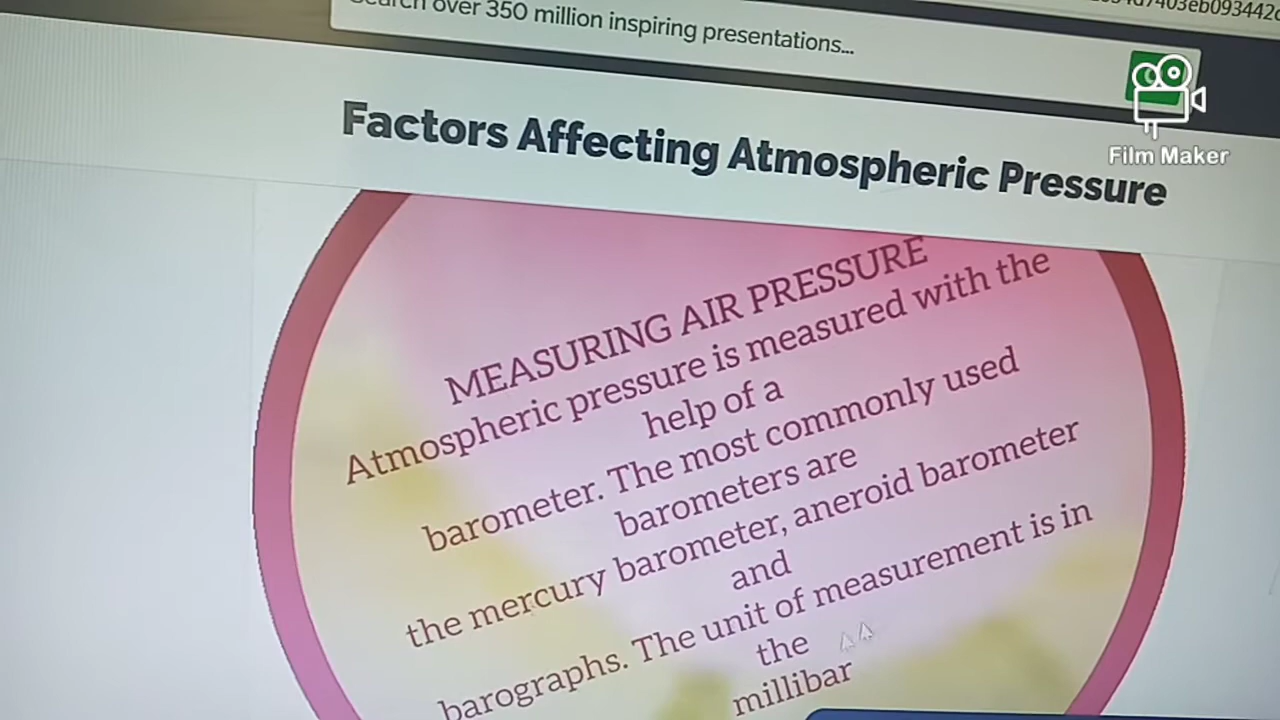 Search over 350 million inspiring presentations...
Film Maker
Factors Affecting Atmospheric Pressure
MEASURING AIR PRESSURE
Atmospheric pressure is measured with the
help of a
barometer. The most commonly used
barometers are
the mercury barometer, aneroid barometer
and
barographs. The unit of measurement is in
the
millibar